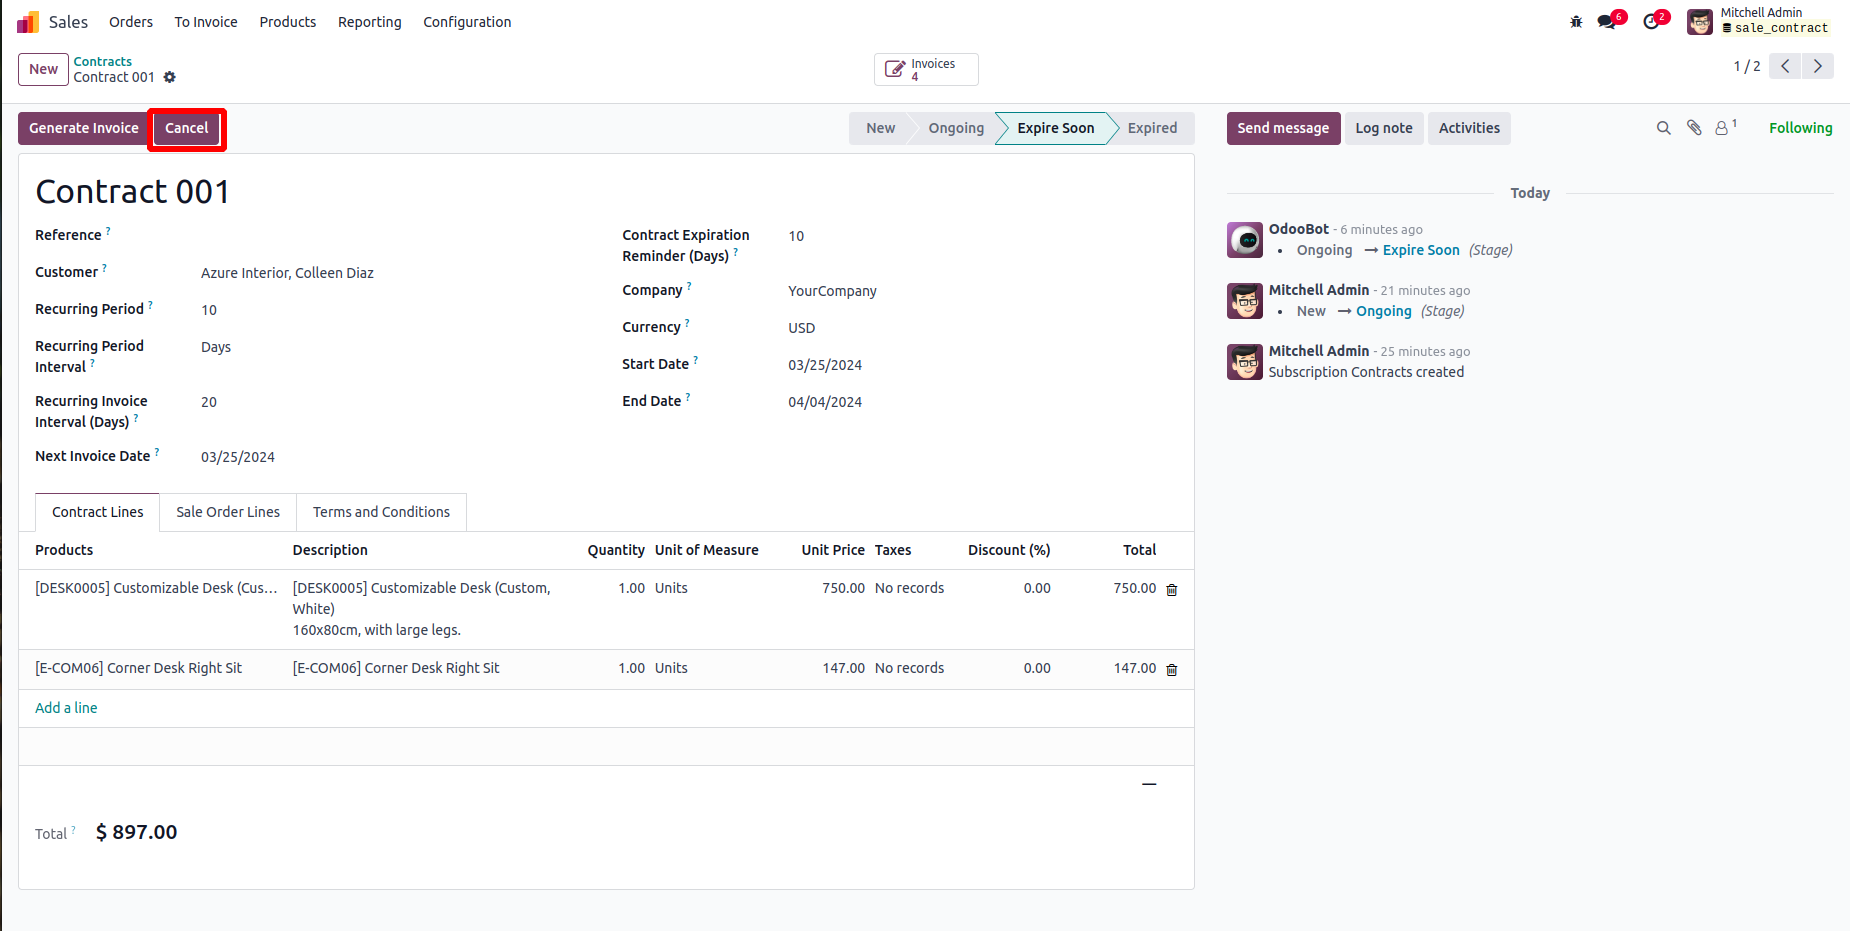 Sales Orders To Invoice Products Reporting Configuration 6 2 Mitchell Admin
sale_contract
New Contracts
Contract 001
Invoices
4
1 / 2
Generate Invoice Cancel New Ongoing Expire Soon Expired
Contract 001
Reference ?
Customer ? Azure Interior, Colleen Diaz
Recurring Period ? 10
Recurring Period
Interval ? Days
Recurring Invoice
Interval (Days) ? 20
Next Invoice Date ? 03/25/2024
Contract Expiration
Reminder (Days) ? 10
Company ? YourCompany
Currency ? USD
Start Date ? 03/25/2024
End Date ? 04/04/2024
Contract Lines Sale Order Lines Terms and Conditions
Products Description Quantity Unit of Measure Unit Price Taxes Discount (%) Total
[DESK0005] Customizable Desk (Cus... [DESK0005] Customizable Desk (Custom, 1.00 Units 750.00 No records 0.00 750.00
White)
160x80cm, with large legs.
[E-COM06] Corner Desk Right Sit [E-COM06] Corner Desk Right Sit 1.00 Units 147.00 No records 0.00 147.00
Add a line
Total ? $ 897.00
Send message Log note Activities 1 Following
Today
OdooBot - 6 minutes ago
• Ongoing → Expire Soon (Stage)
Mitchell Admin - 21 minutes ago
• New → Ongoing (Stage)
Mitchell Admin - 25 minutes ago
Subscription Contracts created